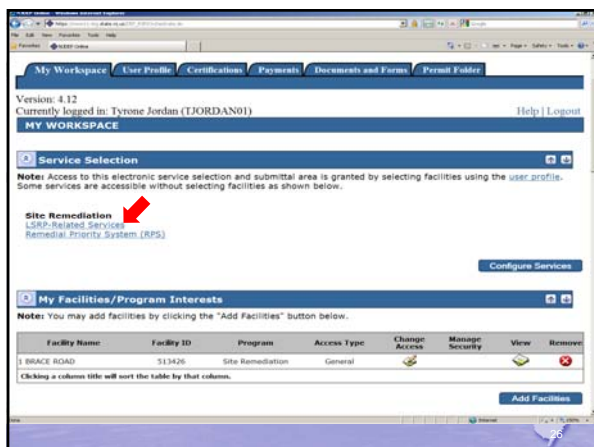 My Workspace User Profile Certifications Payments Documents and Forms Permit Folder
Version: 4.12
Currently logged in: Tyrone Jordan (TJORDAN01) Help | Logout
MY WORKSPACE
Service Selection
Note: Access to this electronic service selection and submittal area is granted by selecting facilities using the user profile.
Some services are accessible without selecting facilities as shown below.
Site Remediation
LSRP-Related Services
Remedial Priority System (RPS)
Configure Services
My Facilities/Program Interests
Note: You may add facilities by clicking the "Add Facilities" button below.
Facility Name Facility ID Program Access Type Change Access Manage Security View Remove
1 BRACE ROAD 513426 Site Remediation General
Clicking a column title will sort the table by that column.
Add Facilities
26